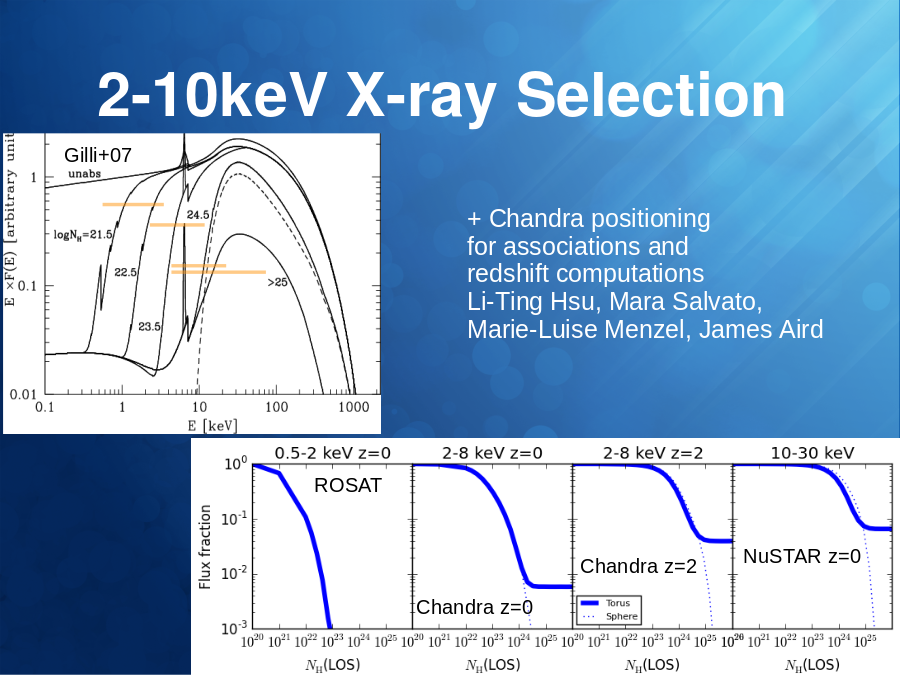 2-10keV X-ray Selection
Gilli+07
unabs
logN_H=21.5
22.5
23.5
24.5
>25
E ×F(E) [arbitrary unit
1
0.1
0.01
0.1 1 10 100 1000
E [keV]
+ Chandra positioning
for associations and
redshift computations
Li-Ting Hsu, Mara Salvato,
Marie-Luise Menzel, James Aird
0.5-2 keV z=0 2-8 keV z=0 2-8 keV z=2 10-30 keV
ROSAT
Chandra z=0
Chandra z=2
NuSTAR z=0
Torus
Sphere
Flux fraction
10^0
10^-1
10^-2
10^-3
10^20 10^21 10^22 10^23 10^24 10^25 10^20 10^21 10^22 10^23 10^24 10^25 10^20 10^21 10^22 10^23 10^24 10^25 10^21 10^22 10^23 10^24 10^25
N_H(LOS) N_H(LOS) N_H(LOS) N_H(LOS)